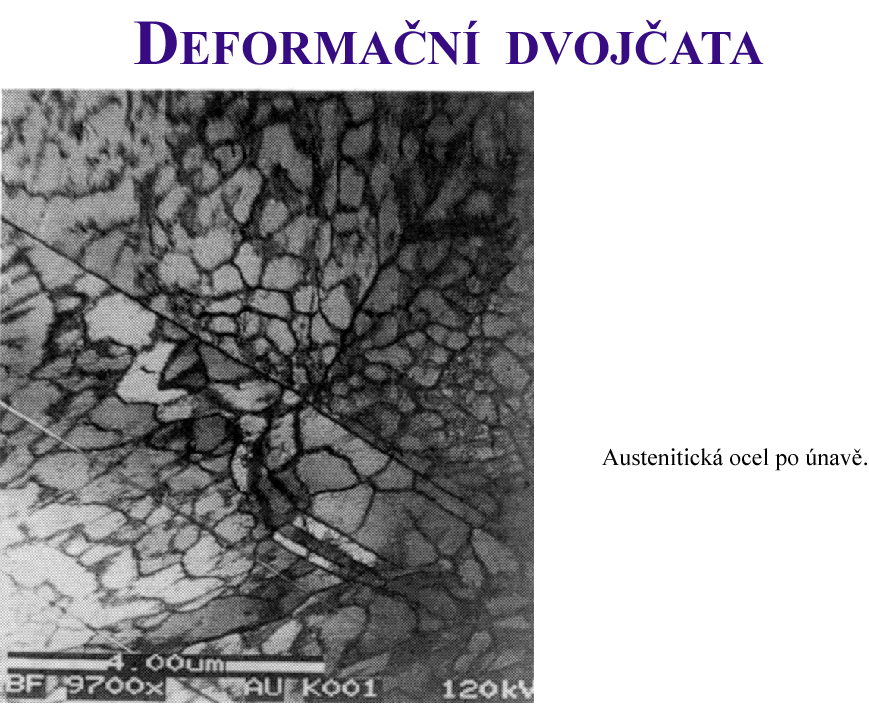 DEFORMAČNÍ DVOJČATA
Austenitická ocel po únavě.
4.00um
BF 9700x AU K001 120kV